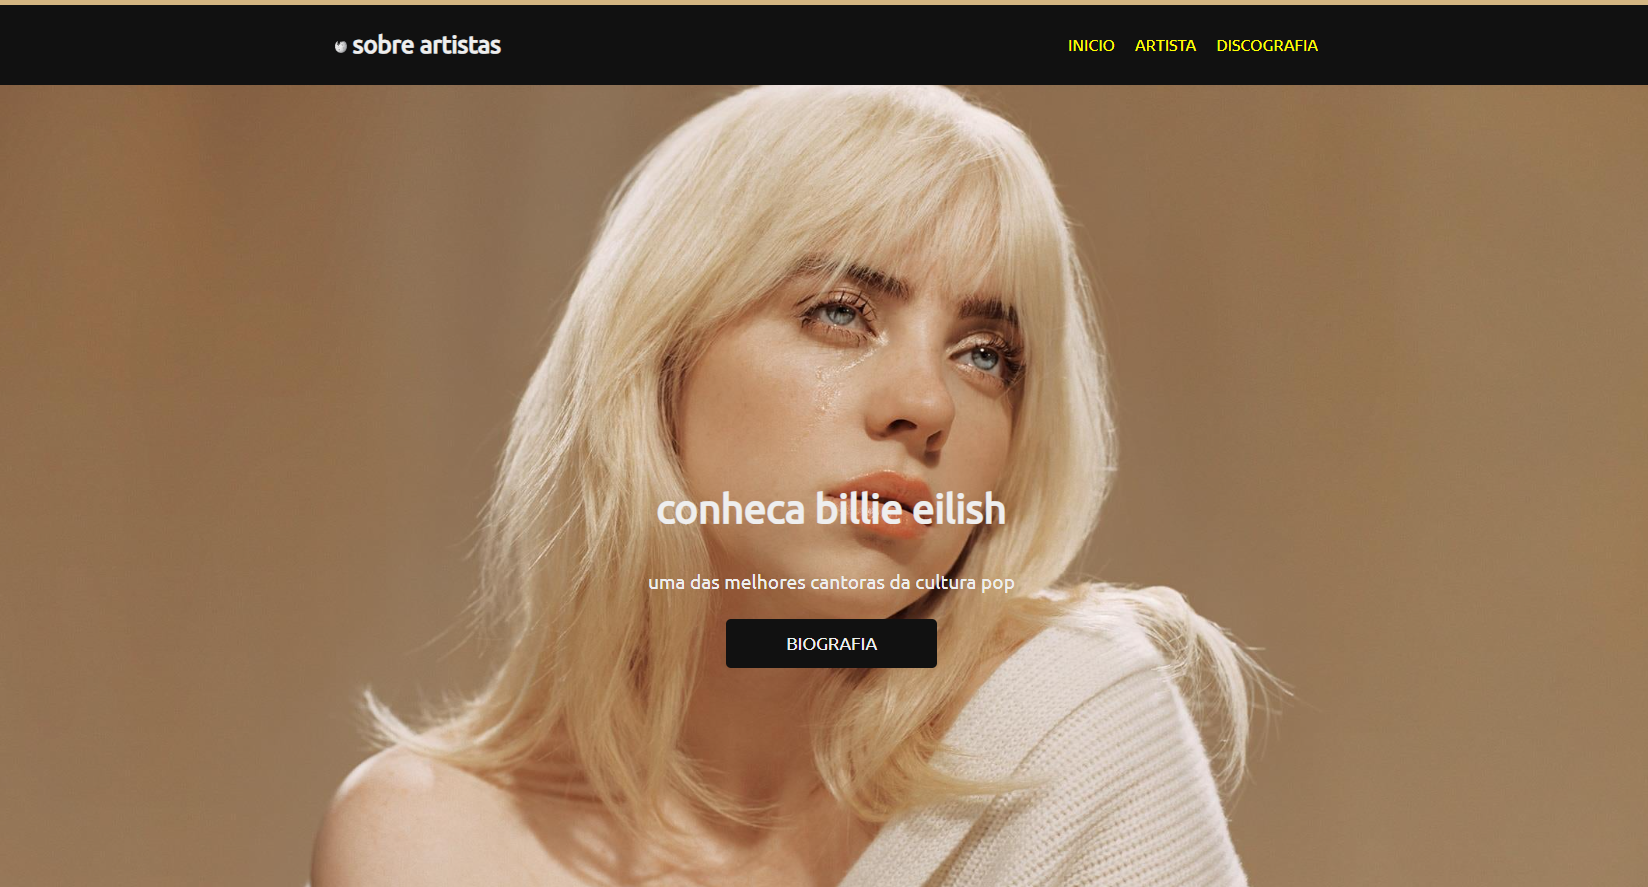 sobre artistas
INICIO ARTISTA DISCOGRAFIA
conheca billie eilish
uma das melhores cantoras da cultura pop
BIOGRAFIA